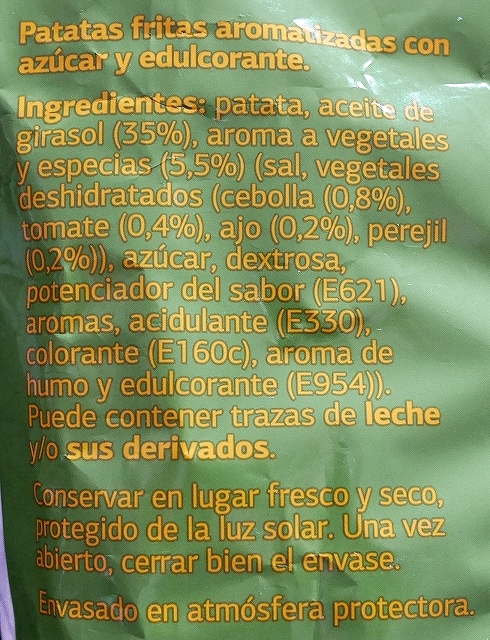 Patatas fritas aromatizadas con
azúcar y edulcorante.
Ingredientes: patata, aceite de
girasol (35%), aroma a vegetales
y especias (5,5%) (sal, vegetales
deshidratados (cebolla (0,8%),
tomate (0,4%), ajo (0,2%), perejil
(0,2%)), azúcar, dextrosa,
potenciador del sabor (E621),
aromas, acidulante (E330),
colorante (E160c), aroma de
humo y edulcorante (E954)).
Puede contener trazas de leche
y/o sus derivados.
Conservar en lugar fresco y seco,
protegido de la luz solar. Una vez
abierto, cerrar bien el envase.
Envasado en atmósfera protectora.